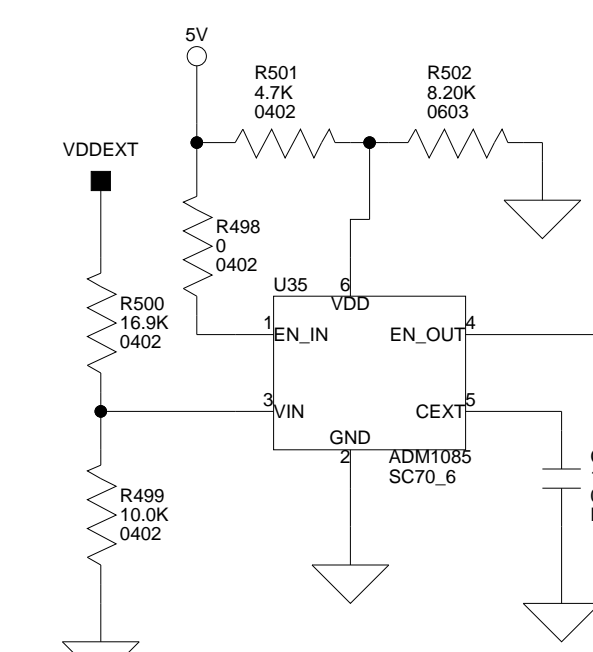 5V
R501
4.7K
0402
R502
8.20K
0603
VDDEXT
R498
0
0402
U35
6
VDD
R500
16.9K
0402
1
EN_IN
EN_OUT
4
3
VIN
CEXT
5
GND
2
ADM1085
SC70_6
R499
10.0K
0402